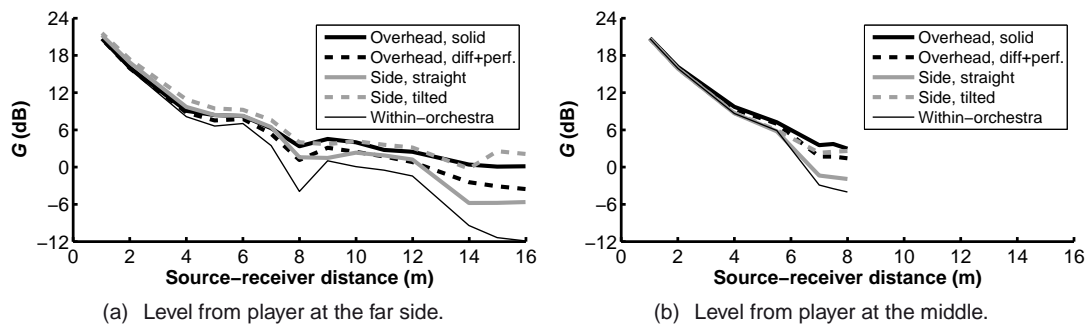 24
18
12
6
0
−6
−12
G (dB)
Overhead, solid
Overhead, diff+perf.
Side, straight
Side, tilted
Within−orchestra
0 2 4 6 8 10 12 14 16
Source−receiver distance (m)
(a) Level from player at the far side.
24
18
12
6
0
−6
−12
G (dB)
Overhead, solid
Overhead, diff+perf.
Side, straight
Side, tilted
Within−orchestra
0 2 4 6 8 10 12 14 16
Source−receiver distance (m)
(b) Level from player at the middle.